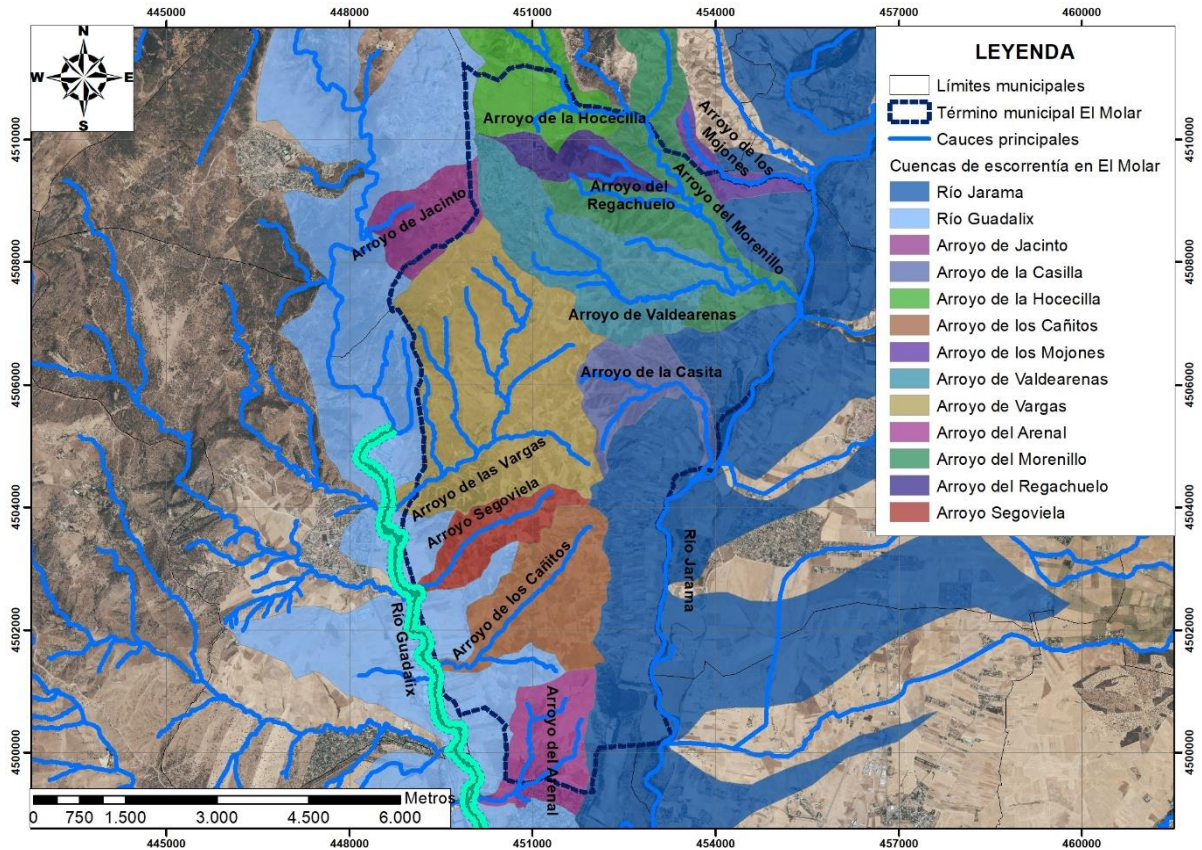 445000 448000 451000 454000 457000 460000
N
W E
S
LEYENDA
Límites municipales
Término municipal El Molar
Cauces principales
Cuencas de escorrentía en El Molar
Río Jarama
Río Guadalix
Arroyo de Jacinto
Arroyo de la Casilla
Arroyo de la Hocecilla
Arroyo de los Cañitos
Arroyo de los Mojones
Arroyo de Valdearenas
Arroyo de Vargas
Arroyo del Arenal
Arroyo del Morenillo
Arroyo del Regachuelo
Arroyo Segoviela
Arroyo de la Hocecilla
Arroyo de los
Mojones
Arroyo del
Regachuelo
Arroyo del Morenillo
Arroyo de Jacinto
Arroyo de Valdearenas
Arroyo de la Casita
Arroyo de las Vargas
Arroyo Segoviela
Arroyo de los Cañitos
Río Guadalix
Río Jarama
Arroyo del Arenal
4510000
4508000
4506000
4504000
4502000
4500000
4510000
4508000
4506000
4504000
4502000
4500000
Metros
0 750 1.500 3.000 4.500 6.000
445000 448000 451000 454000 457000 460000